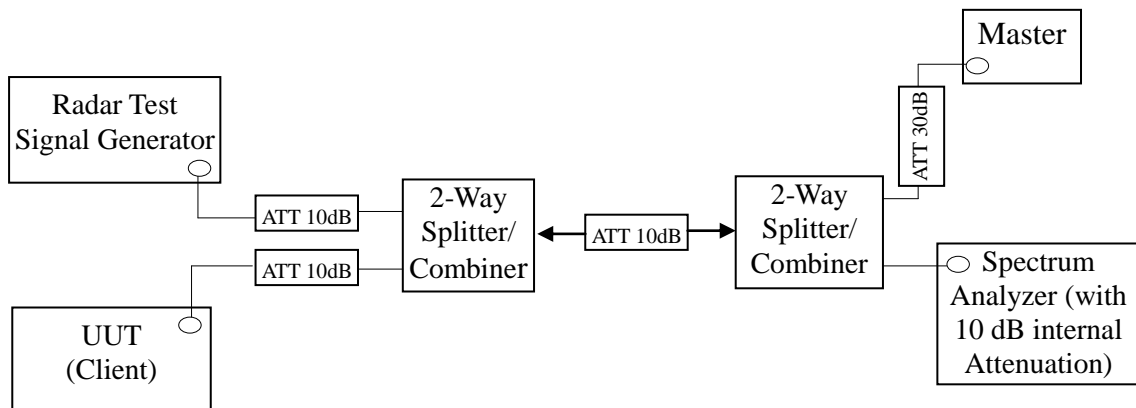 Master
Radar Test
Signal Generator
ATT 30dB
2-Way
Splitter/
Combiner
2-Way
Splitter/
Combiner
ATT 10dB
ATT 10dB
ATT 10dB
UUT
(Client)
Spectrum
Analyzer (with
10 dB internal
Attenuation)